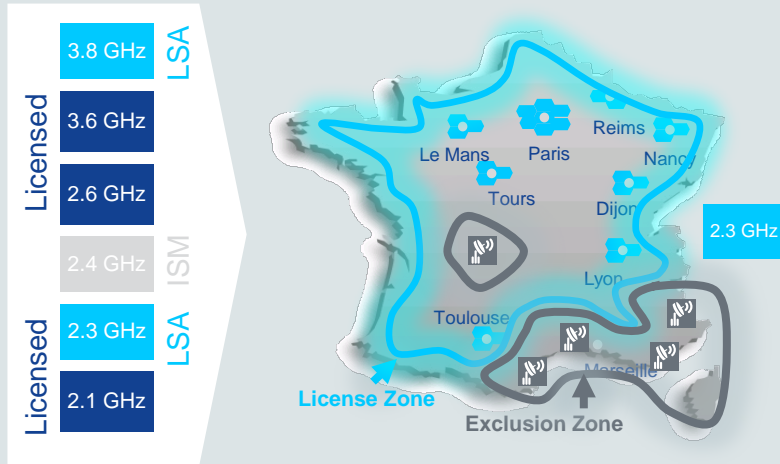 3.8 GHz
LSA
Licensed
3.6 GHz
2.6 GHz
2.4 GHz
ISM
Licensed
2.3 GHz
LSA
2.1 GHz
Reims
Le Mans
Paris
Nancy
Tours
Dijon
2.3 GHz
Lyon
Toulouse
Marseille
License Zone
Exclusion Zone